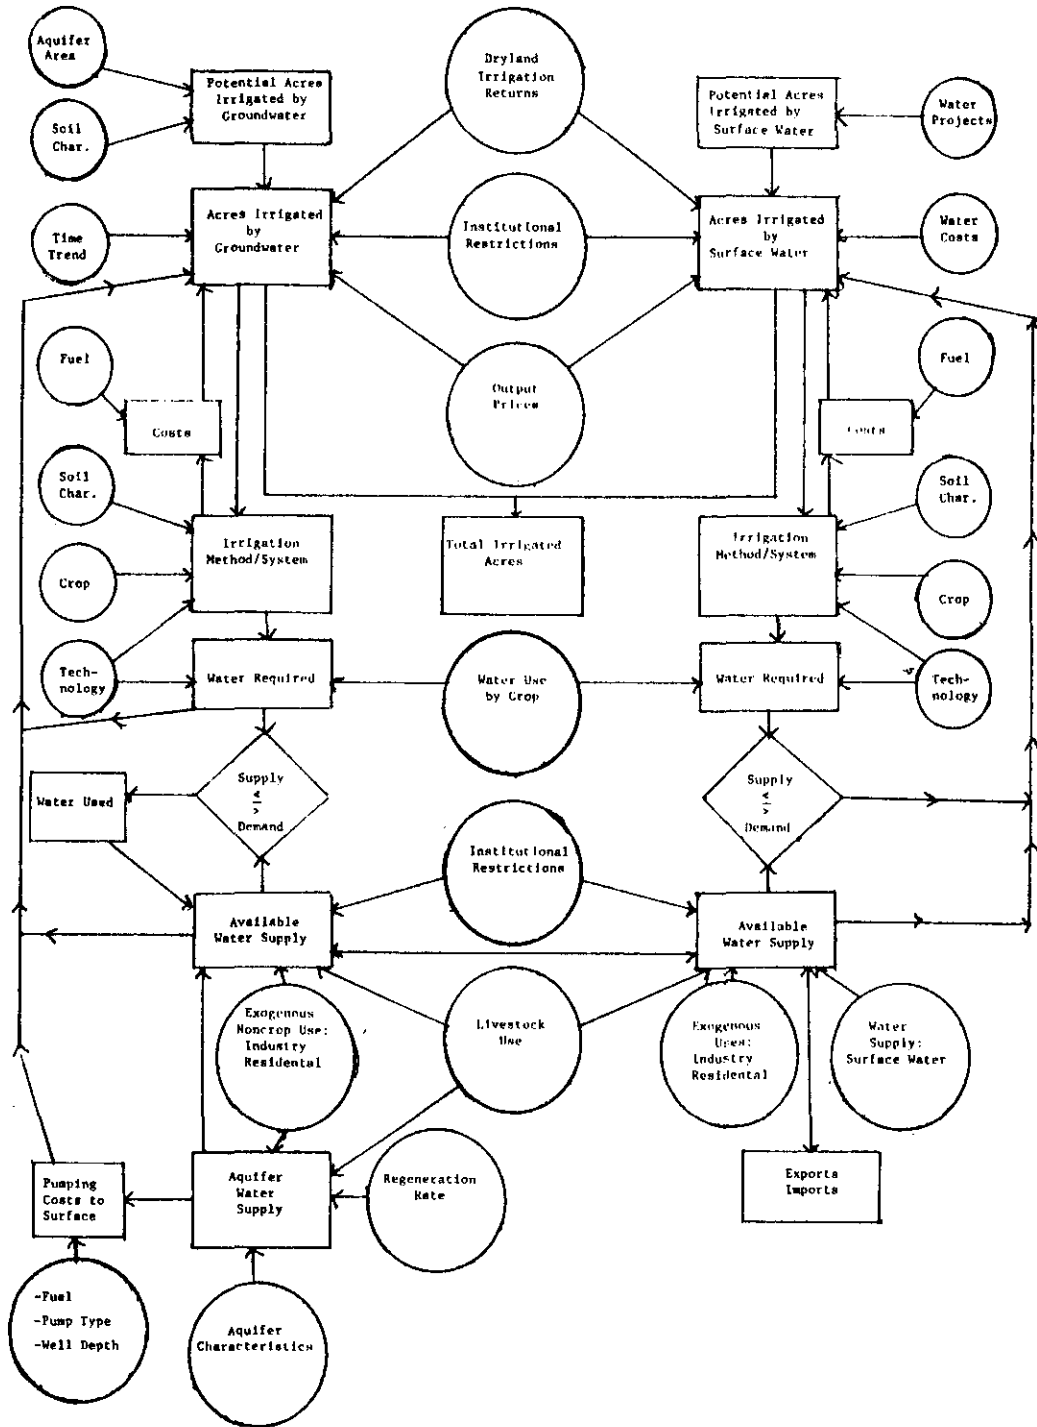 Aquifer
Area
Potential Acres
Irrigated by
Groundwater
Dryland
Irrigation
Returns
Potential Acres
Irrigated by
Surface Water
Water
Projects
Soil
Char.
Time
Trend
Acres Irrigated
by
Groundwater
Institutional
Restrictions
Acres Irrigated
by
Surface Water
Water
Costs
Fuel
Costs
Output
Prices
Fuel
Costs
Soil
Char.
Irrigation
Method/System
Total Irrigated
Acres
Irrigation
Method/System
Soil
Char.
Crop
Crop
Tech-
nology
Water Required
Water Use
by Crop
Water Required
Tech-
nology
Water Used
Supply
<
>
Demand
Supply
<
>
Demand
Institutional
Restrictions
Available
Water Supply
Available
Water Supply
Exogenous
Noncrop Use:
Industry
Residental
Livestock
Use
Exogenous
Uses:
Industry
Residental
Water
Supply:
Surface Water
Pumping
Costs to
Surface
Aquifer
Water
Supply
Regeneration
Rate
Exports
Imports
-Fuel
-Pump Type
-Well Depth
Aquifer
Characteristics